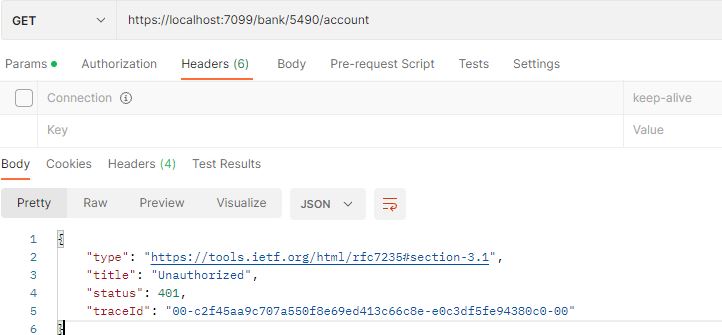 GET https://localhost:7099/bank/5490/account
Params Authorization Headers (6) Body Pre-request Script Tests Settings
Connection keep-alive
Key Value
Body Cookies Headers (4) Test Results
Pretty Raw Preview Visualize JSON
1 {
2 "type": "https://tools.ietf.org/html/rfc7235#section-3.1",
3 "title": "Unauthorized",
4 "status": 401,
5 "traceId": "00-c2f45aa9c707a550f8e69ed413c66c8e-e0c3df5fe94380c0-00"
6 }